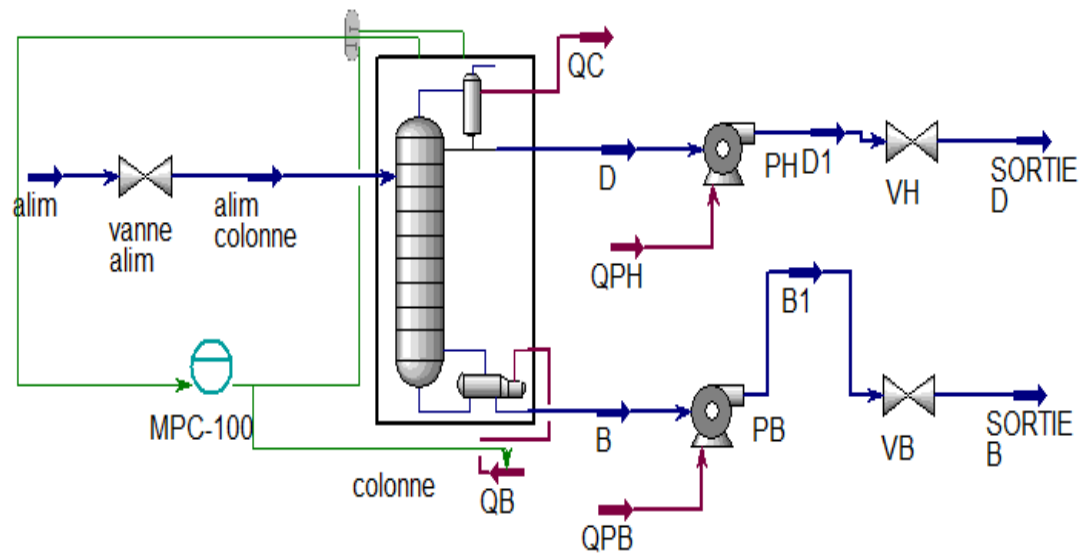 QC
alim
vanne
alim
alim
colonne
D
PH
D1
VH
SORTIE
D
QPH
MPC-100
colonne
QB
B
PB
B1
VB
SORTIE
B
QPB